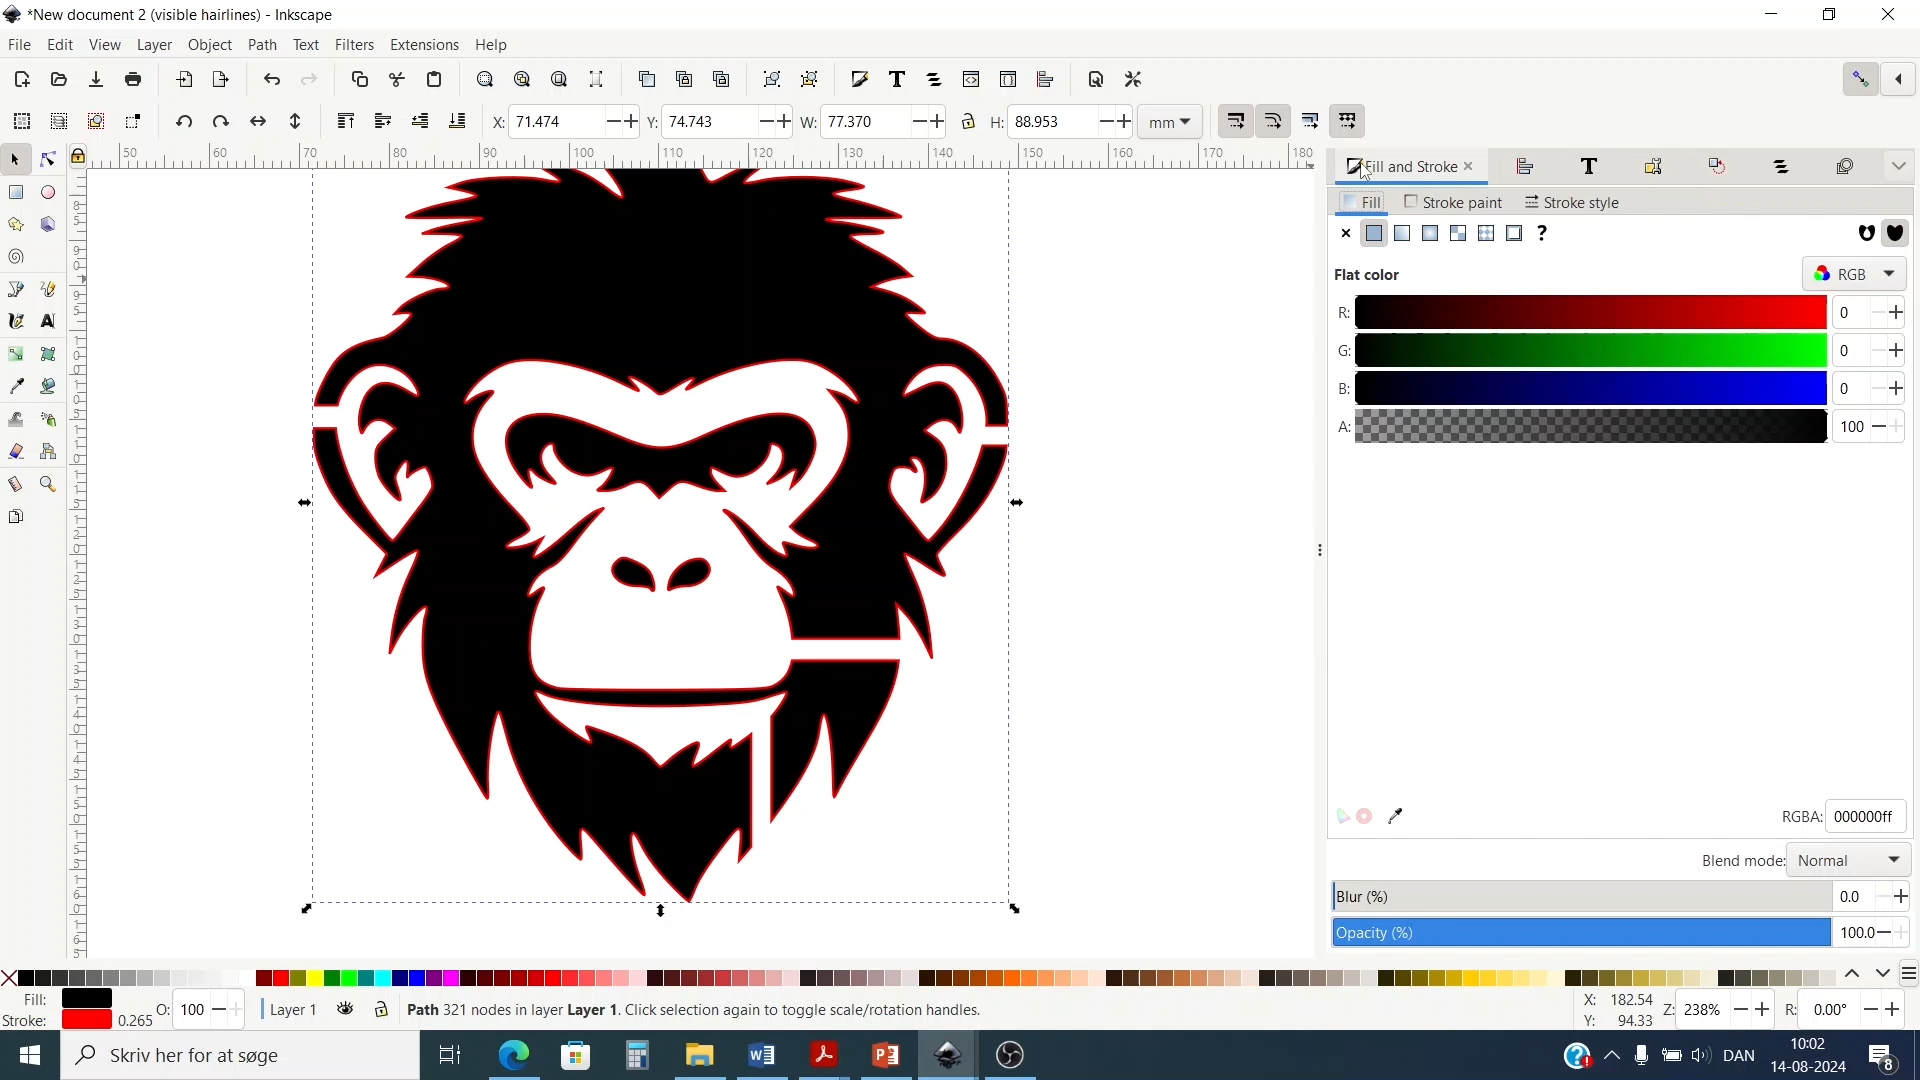 *New document 2 (visible hairlines) - Inkscape
File Edit View Layer Object Path Text Filters Extensions Help
X: 71.474 Y: 74.743 W: 77.370 H: 88.953 mm
50 60 70 80 90 100 110 120 130 140 150 160 170 180
Fill and Stroke
Fill Stroke paint Stroke style
?
Flat color RGB
R: 0
G: 0
B: 0
A: 100
RGBA: 000000ff
Blend mode: Normal
Blur (%) 0.0
Opacity (%) 100.0
Fill: O: 100 Layer 1 Path 321 nodes in layer Layer 1. Click selection again to toggle scale/rotation handles. X: 182.54 Z: 238% R: 0.00°
Stroke: 0.265 Y: 94.33
Skriv her for at søge DAN 10:02
14-08-2024 8